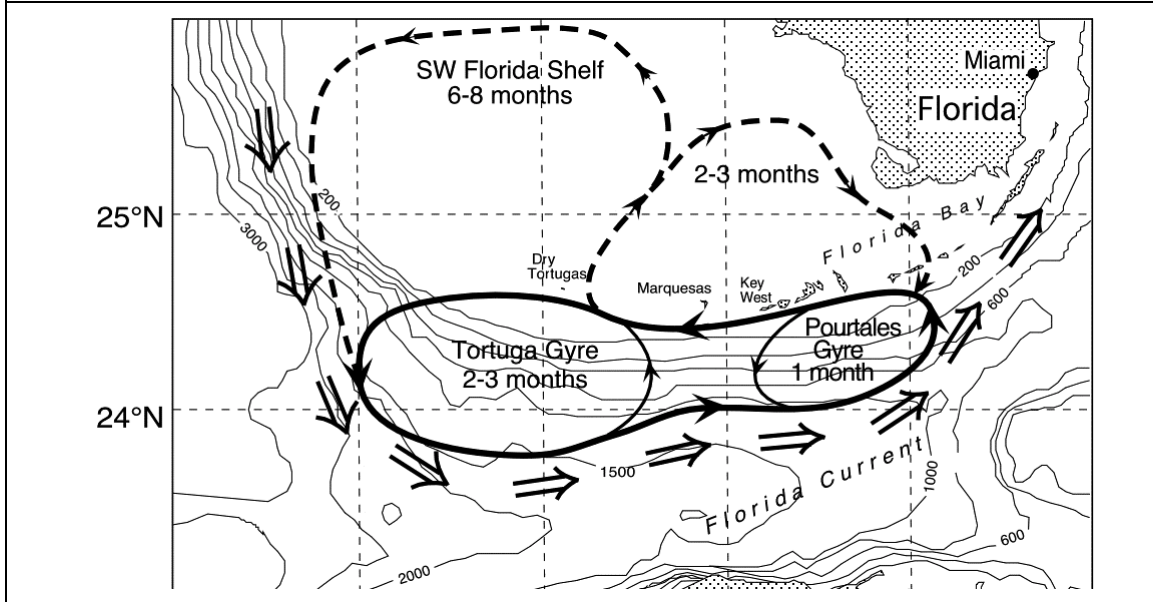 SW Florida Shelf
6-8 months
Miami
Florida
2-3 months
200
25°N
3000
Florida Bay
Dry
Tortugas
Marquesas
Key
West
200
600
Pourtales
Gyre
1 month
Tortuga Gyre
2-3 months
24°N
1500
Florida Current
1000
600
2000